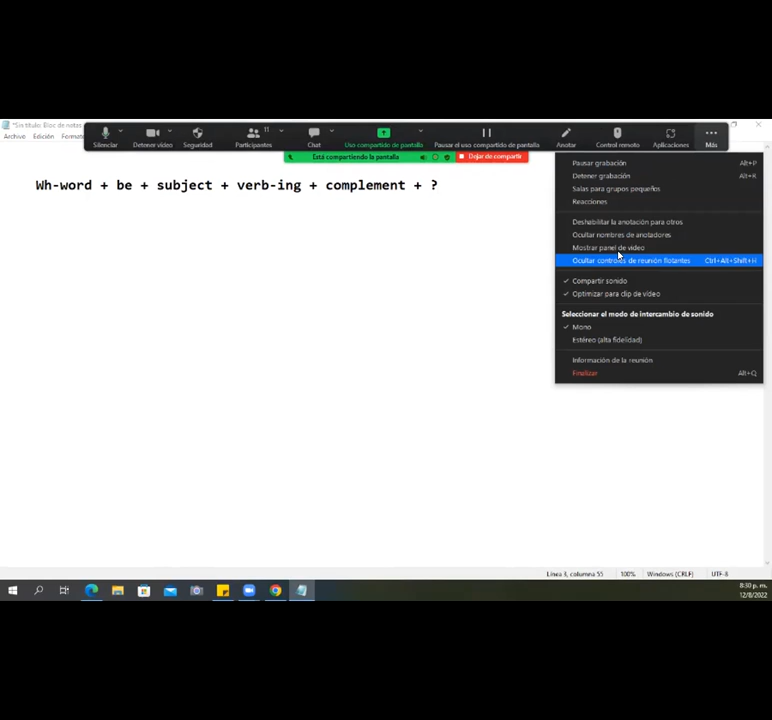 *Sin título: Bloc de notas
Archivo Edición Formato
Silenciar Detener video Seguridad Participantes 11 Chat Uso compartido de pantalla Pausar el uso compartido de pantalla Anotar Control remoto Aplicaciones Más
Está compartiendo la pantalla Dejar de compartir
Wh-word + be + subject + verb-ing + complement + ?
Pausar grabación Alt+P
Detener grabación Alt+R
Salas para grupos pequeños
Reacciones
Deshabilitar la anotación para otros
Ocultar nombres de anotadores
Mostrar panel de video
Ocultar controles de reunión flotantes Ctrl+Alt+Shift+H
Compartir sonido
Optimizar para clip de vídeo
Seleccionar el modo de intercambio de sonido
Mono
Estéreo (alta fidelidad)
Información de la reunión
Finalizar Alt+Q
Línea 3, columna 55 100% Windows (CRLF) UTF-8
8:30 p. m.
12/8/2022